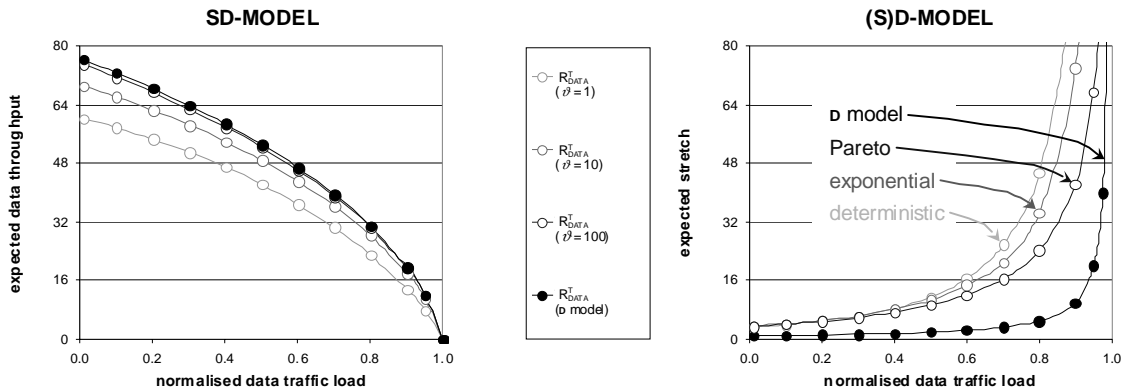 SD-MODEL
expected data throughput
80
64
48
32
16
0
0.0 0.2 0.4 0.6 0.8 1.0
normalised data traffic load
R^T_DATA
(ϑ = 1)
R^T_DATA
(ϑ = 10)
R^T_DATA
(ϑ = 100)
R^T_DATA
(D model)
(S)D-MODEL
expected stretch
80
64
48
32
16
0
D model
Pareto
exponential
deterministic
0.0 0.2 0.4 0.6 0.8 1.0
normalised data traffic load